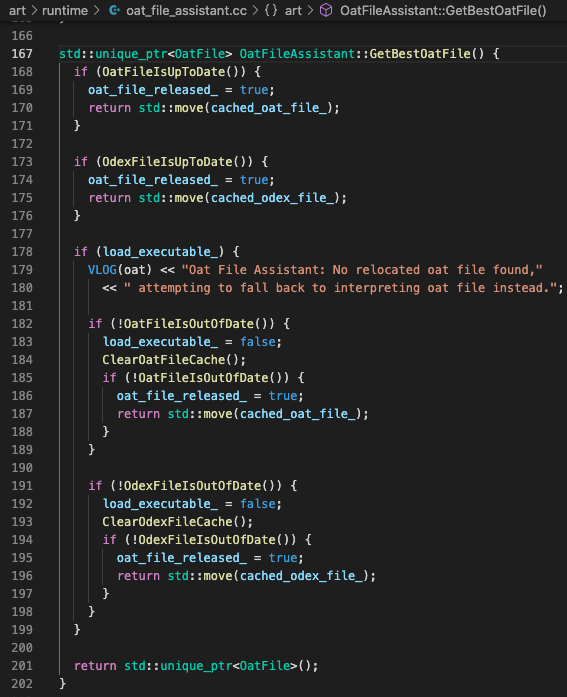 art > runtime > oat_file_assistant.cc > {} art > OatFileAssistant::GetBestOatFile()
166
167 std::unique_ptr<OatFile> OatFileAssistant::GetBestOatFile() {
168   if (OatFileIsUpToDate()) {
169     oat_file_released_ = true;
170     return std::move(cached_oat_file_);
171   }
172
173   if (OdexFileIsUpToDate()) {
174     oat_file_released_ = true;
175     return std::move(cached_odex_file_);
176   }
177
178   if (load_executable_) {
179     VLOG(oat) << "Oat File Assistant: No relocated oat file found,"
180       << " attempting to fall back to interpreting oat file instead.";
181
182     if (!OatFileIsOutOfDate()) {
183       load_executable_ = false;
184       ClearOatFileCache();
185       if (!OatFileIsOutOfDate()) {
186         oat_file_released_ = true;
187         return std::move(cached_oat_file_);
188       }
189     }
190
191     if (!OdexFileIsOutOfDate()) {
192       load_executable_ = false;
193       ClearOdexFileCache();
194       if (!OdexFileIsOutOfDate()) {
195         oat_file_released_ = true;
196         return std::move(cached_odex_file_);
197       }
198     }
199   }
200
201   return std::unique_ptr<OatFile>();
202 }